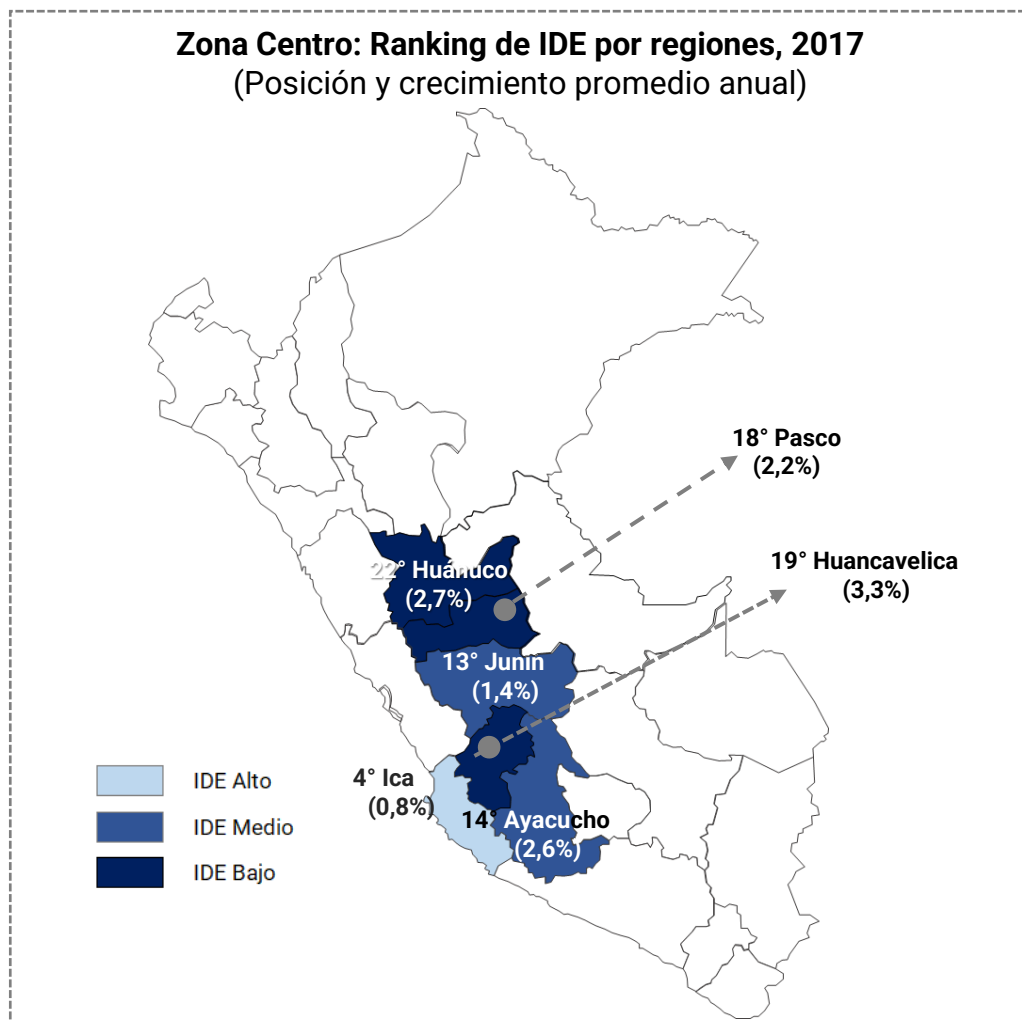 Zona Centro: Ranking de IDE por regiones, 2017
(Posición y crecimiento promedio anual)
18° Pasco
(2,2%)
19° Huancavelica
(3,3%)
22° Huánuco
(2,7%)
13° Junín
(1,4%)
4° Ica
(0,8%)
14° Ayacucho
(2,6%)
IDE Alto
IDE Medio
IDE Bajo